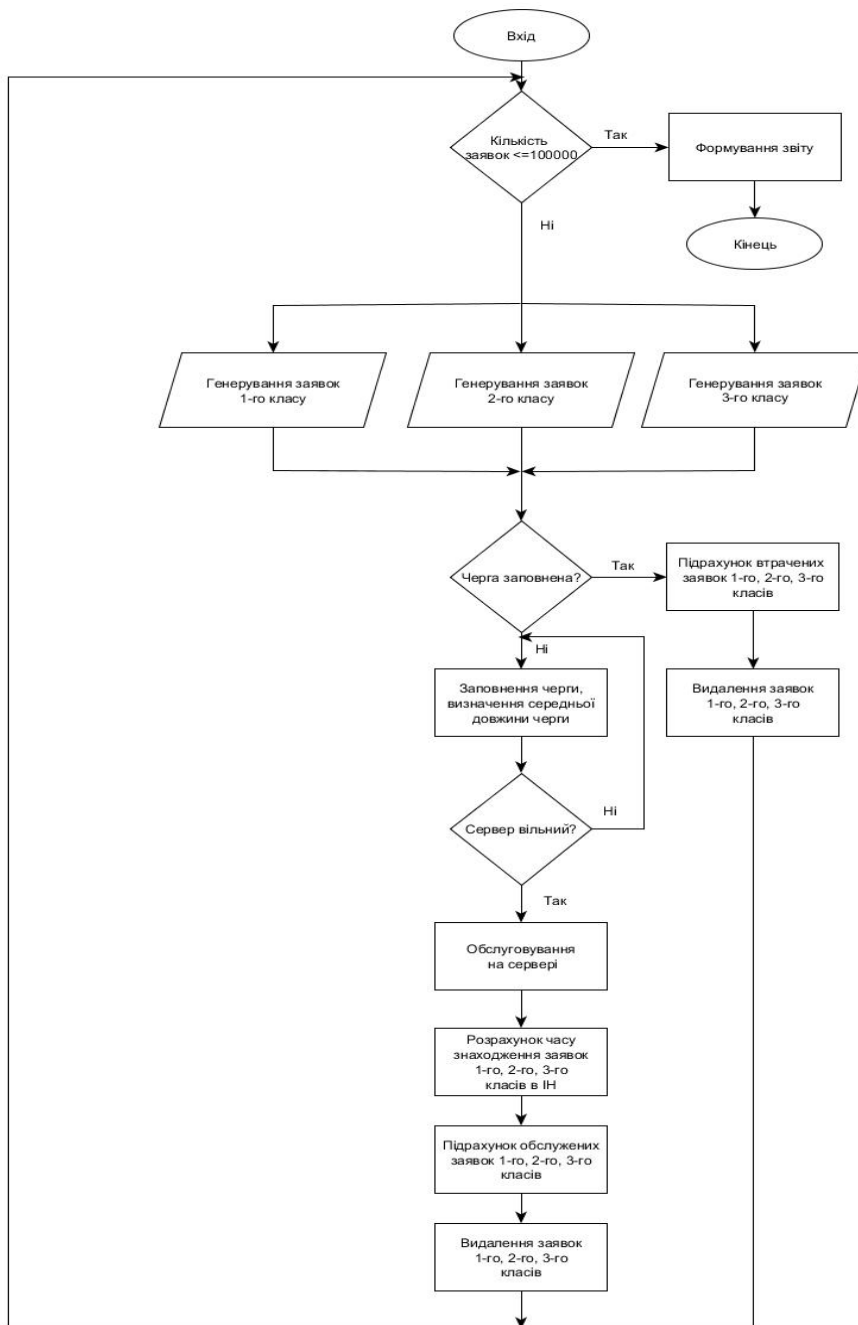 Вхід
Кількість
заявок <=100000
Так
Формування звіту
Кінець
Ні
Генерування заявок
1-го класу
Генерування заявок
2-го класу
Генерування заявок
3-го класу
Черга заповнена?
Так
Підрахунок втрачених
заявок 1-го, 2-го, 3-го
класів
Ні
Заповнення черги,
визначення середньої
довжини черги
Видалення заявок
1-го, 2-го, 3-го
класів
Сервер вільний?
Ні
Так
Обслуговування
на сервері
Розрахунок часу
знаходження заявок
1-го, 2-го, 3-го
класів в ІН
Підрахунок обслужених
заявок 1-го, 2-го, 3-го
класів
Видалення заявок
1-го, 2-го, 3-го
класів